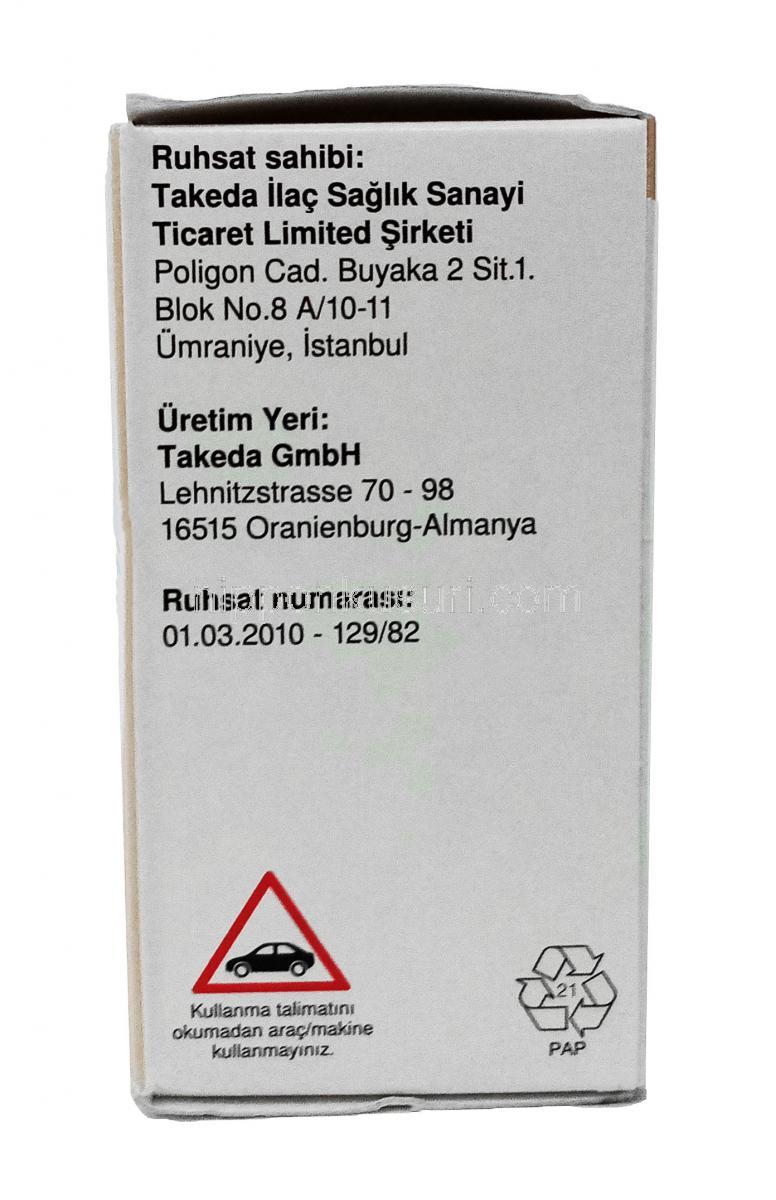 Ruhsat sahibi:
Takeda İlaç Sağlık Sanayi
Ticaret Limited Şirketi
Poligon Cad. Buyaka 2 Sit.1.
Blok No.8 A/10-11
Ümraniye, İstanbul
Üretim Yeri:
Takeda GmbH
Lehnitzstrasse 70 - 98
16515 Oranienburg-Almanya
nipponkusuri.com
Ruhsat numarası:
01.03.2010 - 129/82
Kullanma talimatını
okumadan araç/makine
kullanmayınız.
21
PAP